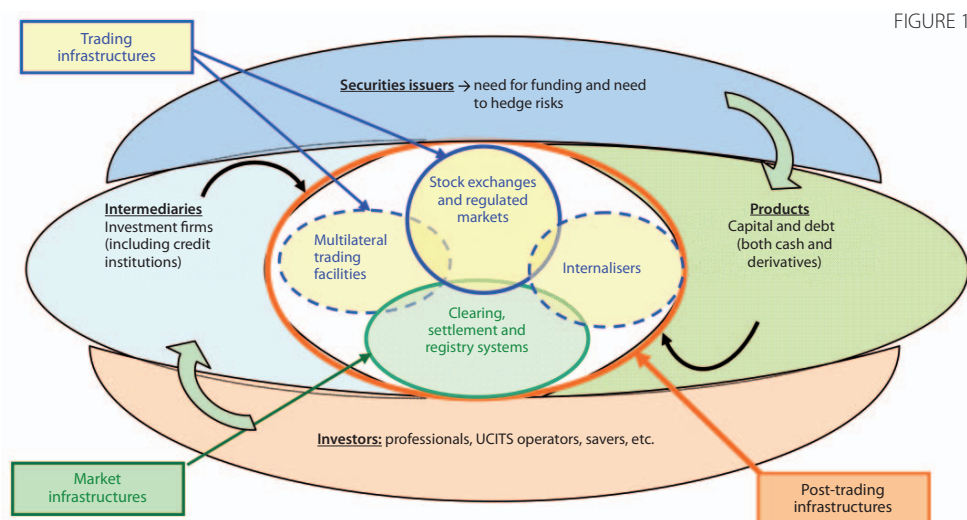 FIGURE 1
Trading
infrastructures
Securities issuers → need for funding and need
to hedge risks
Stock exchanges
and regulated
markets
Intermediaries
Investment firms
(including credit
institutions)
Multilateral
trading
facilities
Internalisers
Products
Capital and debt
(both cash and
derivatives)
Clearing,
settlement and
registry systems
Investors: professionals, UCITS operators, savers, etc.
Market
infrastructures
Post-trading
infrastructures